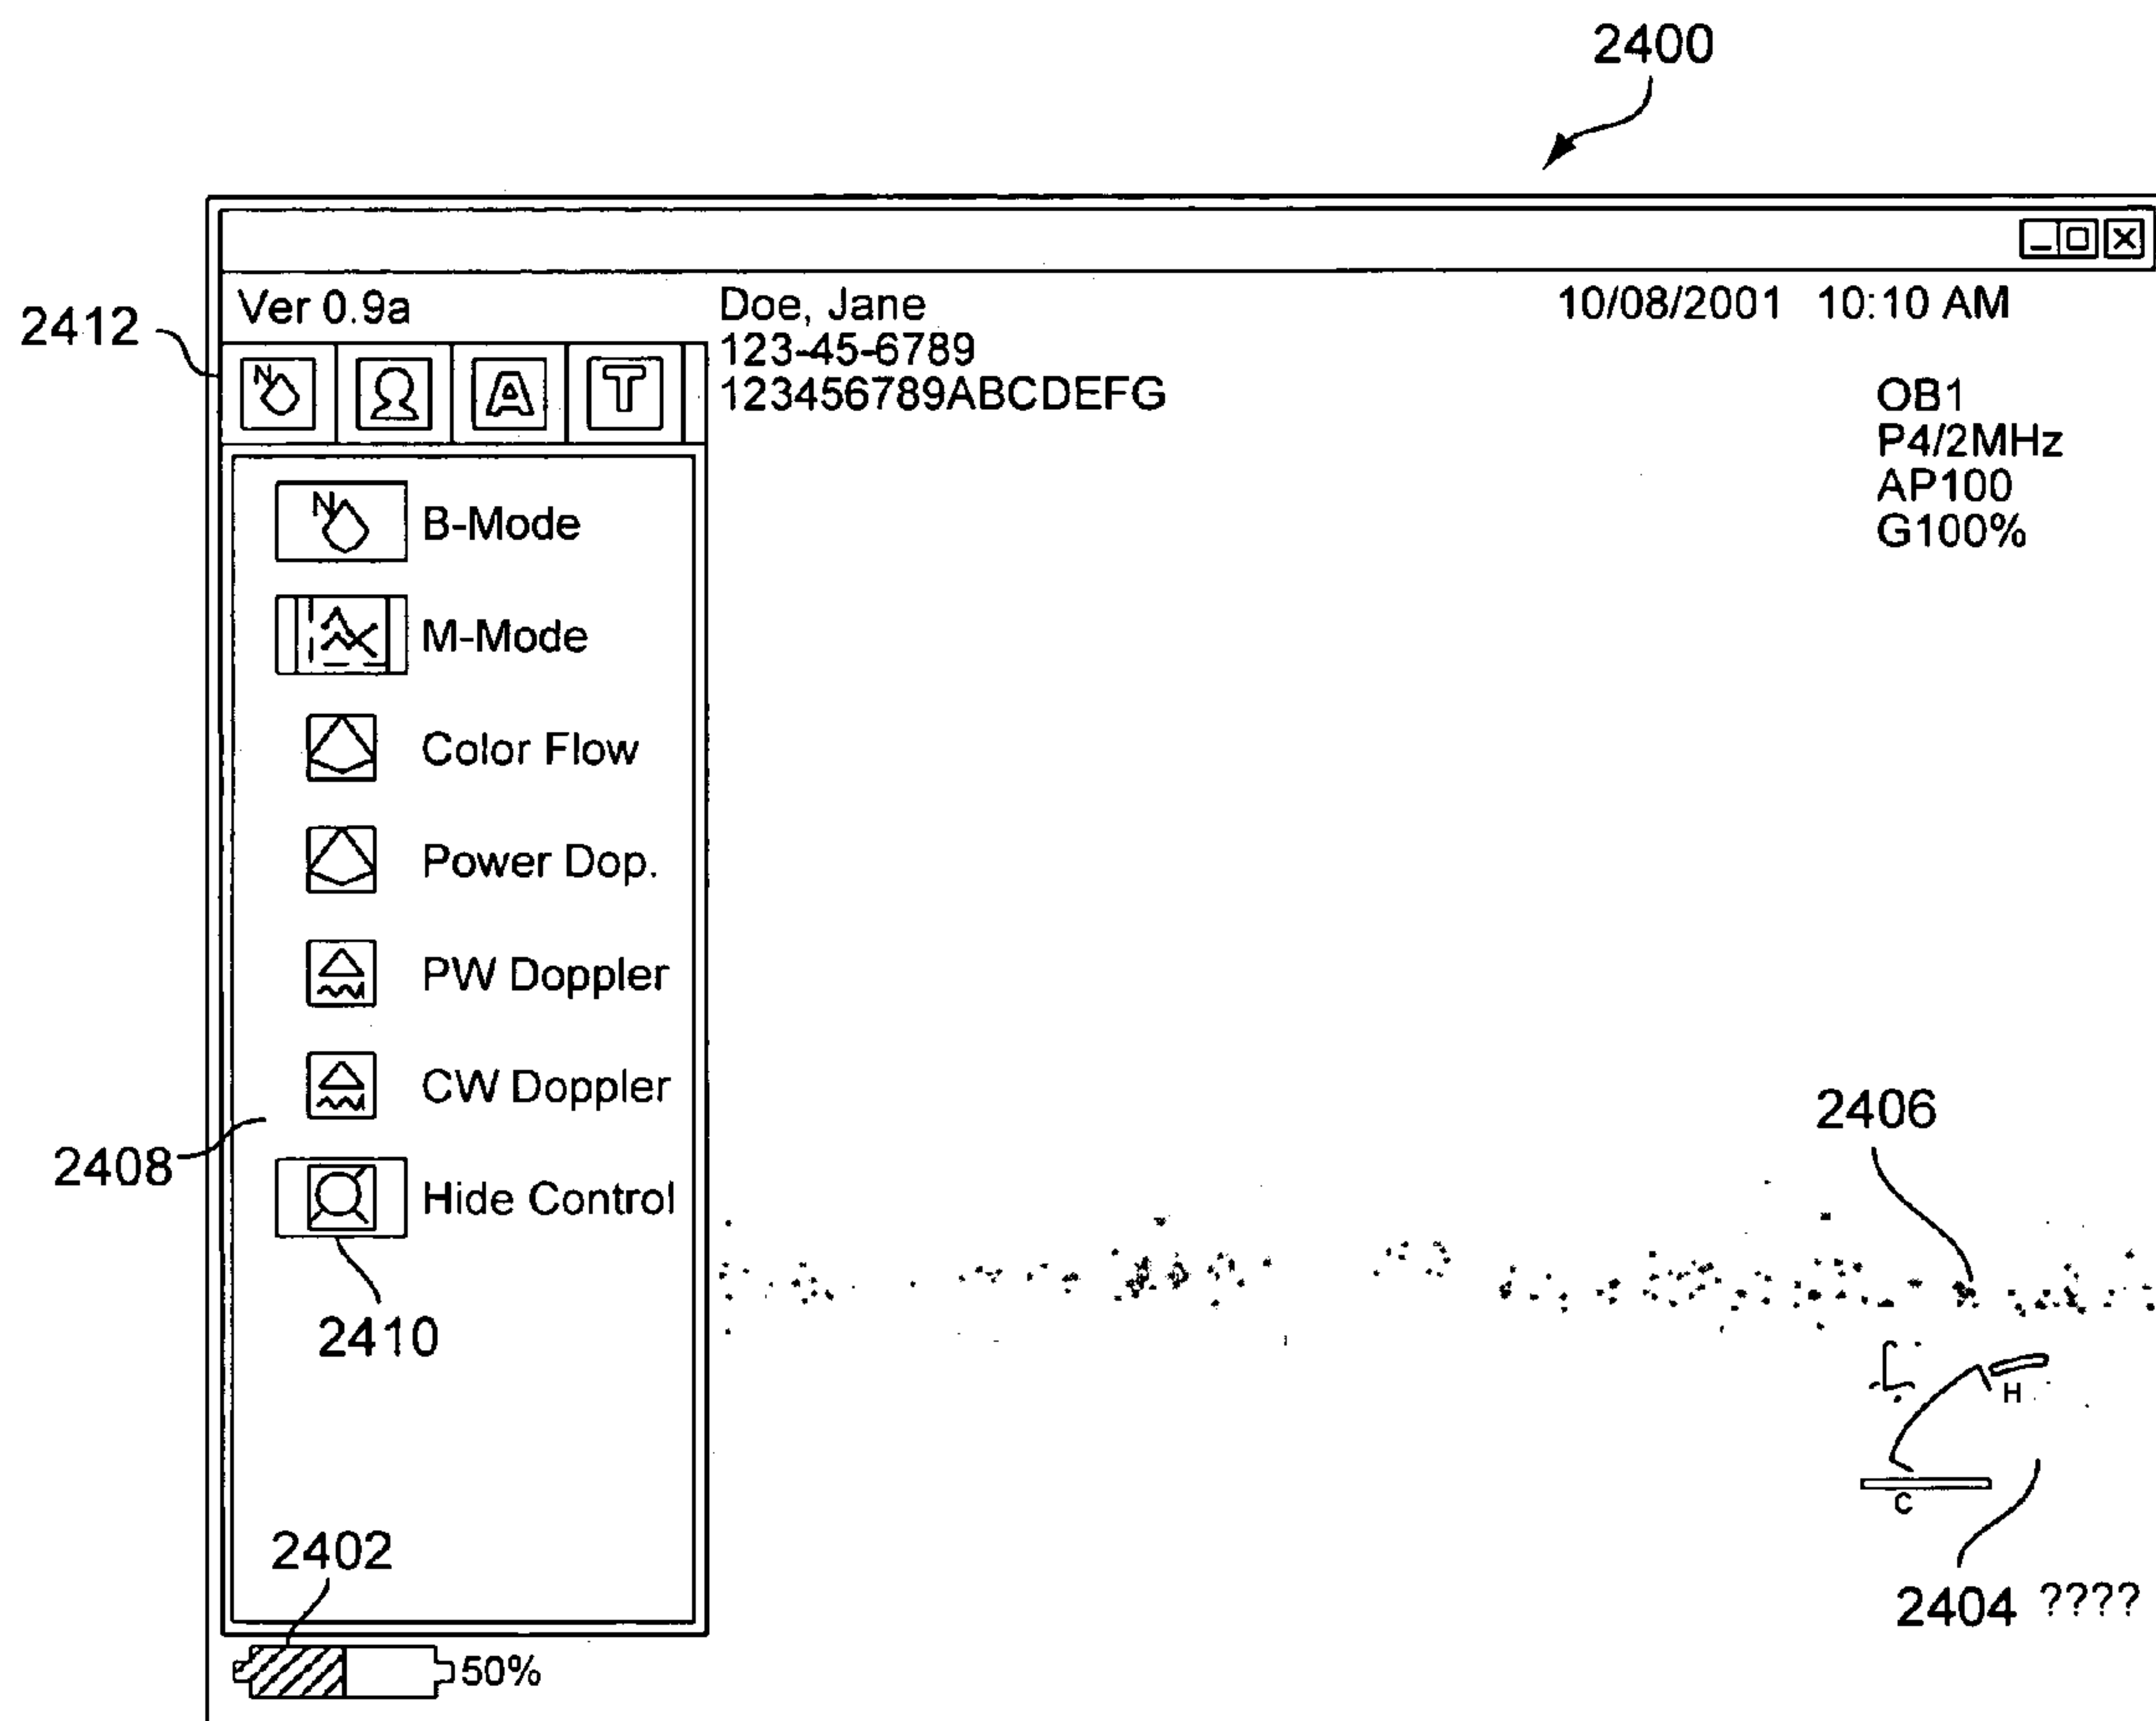 2400
Ver 0.9a
Doe, Jane
10/08/2001 10:10 AM
2412
123-45-6789
N
A
T
123456789ABCDEFG
OB1
P4/2MHz
AP100
G100%
N
B-Mode
M-Mode
Color Flow
Power Dop.
PW Doppler
CW Doppler
2406
2408
Hide Control
2410
H
C
2402
2404 ????
50%